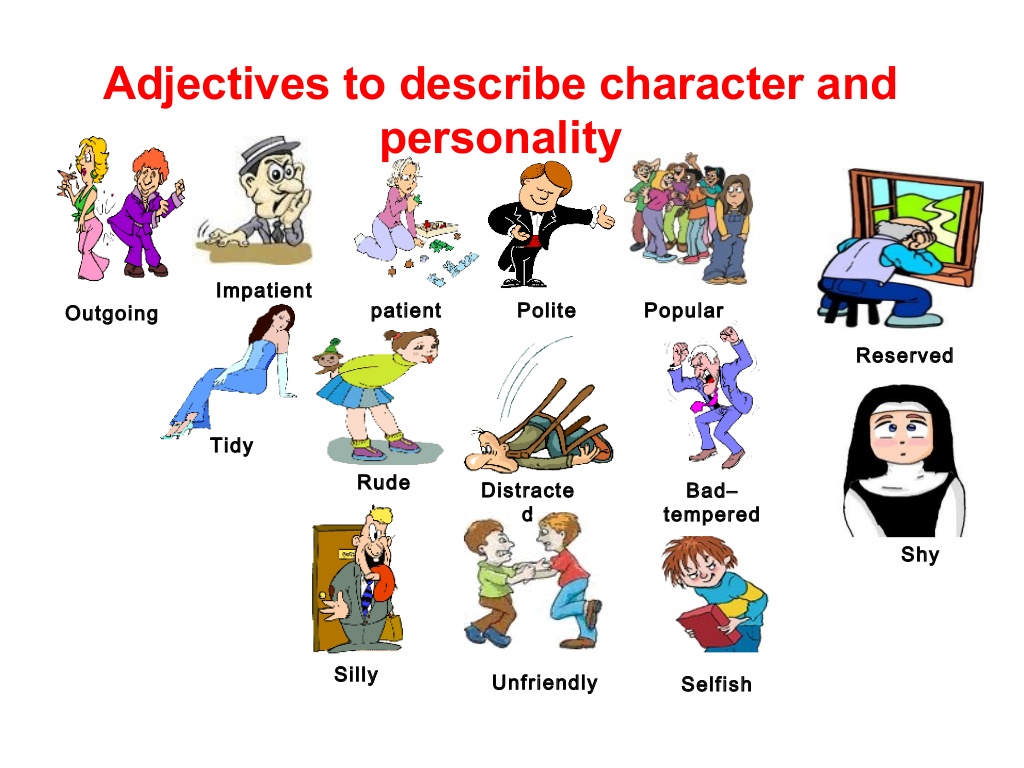 Adjectives to describe character and
personality
Outgoing
Impatient
patient
Polite
Popular
Reserved
Tidy
Rude
Distracte
d
Bad–
tempered
Shy
Silly
Unfriendly
Selfish